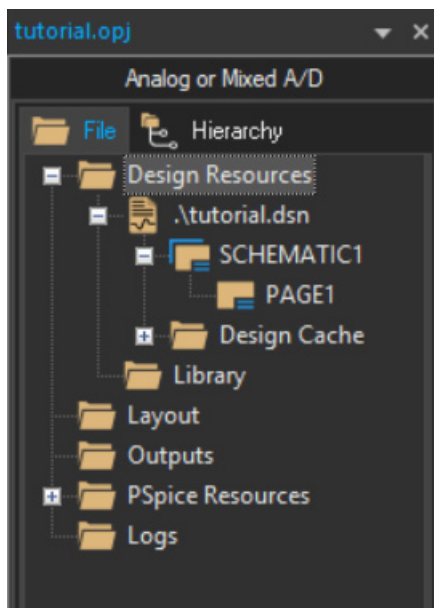 tutorial.opj
Analog or Mixed A/D
File Hierarchy
Design Resources
.\tutorial.dsn
SCHEMATIC1
PAGE1
Design Cache
Library
Layout
Outputs
PSpice Resources
Logs